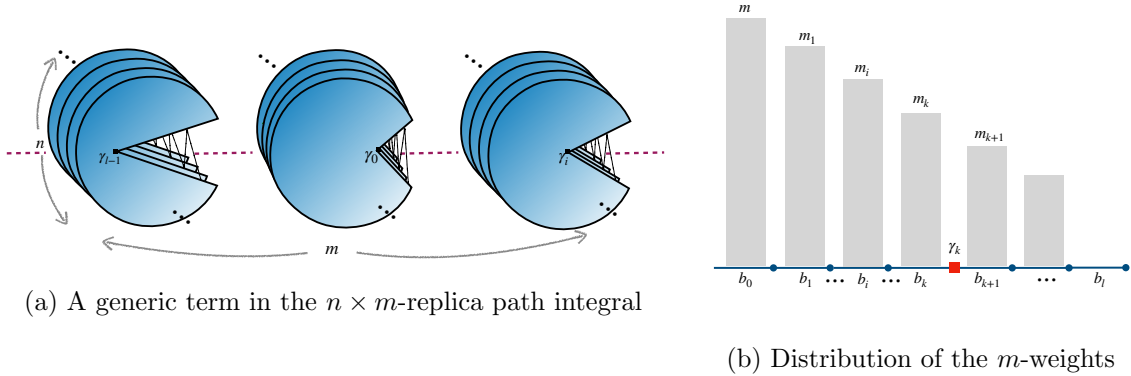 n
γ_{l−1}
γ_0
γ_i
m
(a) A generic term in the n × m-replica path integral
m
m_1
m_i
m_k
m_{k+1}
γ_k
b_0 b_1 ••• b_i ••• b_k b_{k+1} ••• b_l
(b) Distribution of the m-weights